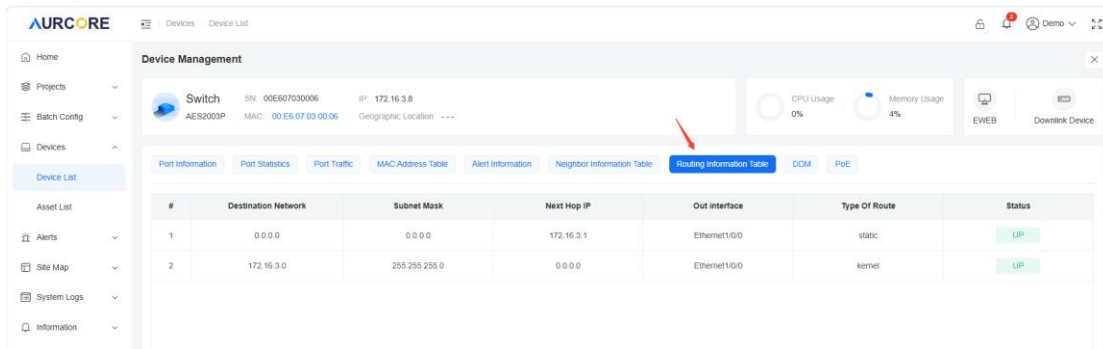 AURCORE
Devices Device List
2
Demo
Home
Projects
Batch Config
Devices
Device List
Asset List
Alerts
Site Map
System Logs
Information
Device Management
Switch SN: 00E607030006 IP: 172.16.3.8
AES2003P MAC: 00:E6:07:03:00:06 Geographic Location: ---
CPU Usage
0%
Memory Usage
4%
EWEB
Downlink Device
Port Information Port Statistics Port Traffic MAC Address Table Alert Information Neighbor Information Table Routing Information Table DDM PoE
# Destination Network Subnet Mask Next Hop IP Out interface Type Of Route Status
1 0.0.0.0 0.0.0.0 172.16.3.1 Ethernet1/0/0 static UP
2 172.16.3.0 255.255.255.0 0.0.0.0 Ethernet1/0/0 kernel UP